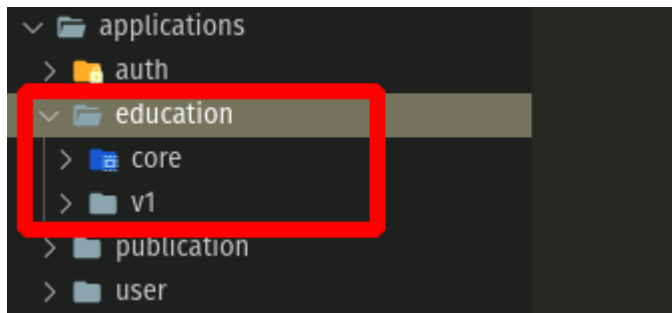 applications
auth
education
core
v1
publication
user